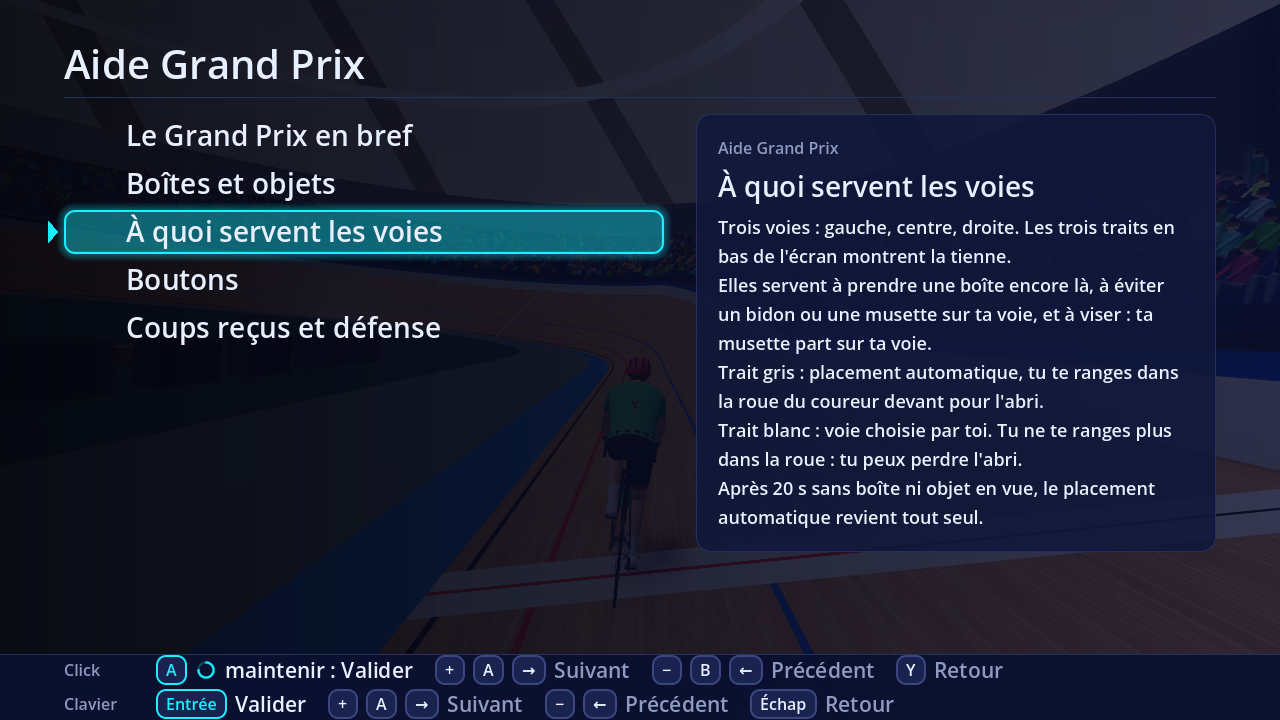 Aide Grand Prix
Le Grand Prix en bref
Boîtes et objets
À quoi servent les voies
Boutons
Coups reçus et défense
Aide Grand Prix
À quoi servent les voies
Trois voies : gauche, centre, droite. Les trois traits en
bas de l'écran montrent la tienne.
Elles servent à prendre une boîte encore là, à éviter
un bidon ou une musette sur ta voie, et à viser : ta
musette part sur ta voie.
Trait gris : placement automatique, tu te ranges dans
la roue du coureur devant pour l'abri.
Trait blanc : voie choisie par toi. Tu ne te ranges plus
dans la roue : tu peux perdre l'abri.
Après 20 s sans boîte ni objet en vue, le placement
automatique revient tout seul.
Click A maintenir : Valider + A → Suivant − B ← Précédent Y Retour
Clavier Entrée Valider + A → Suivant − ← Précédent Échap Retour